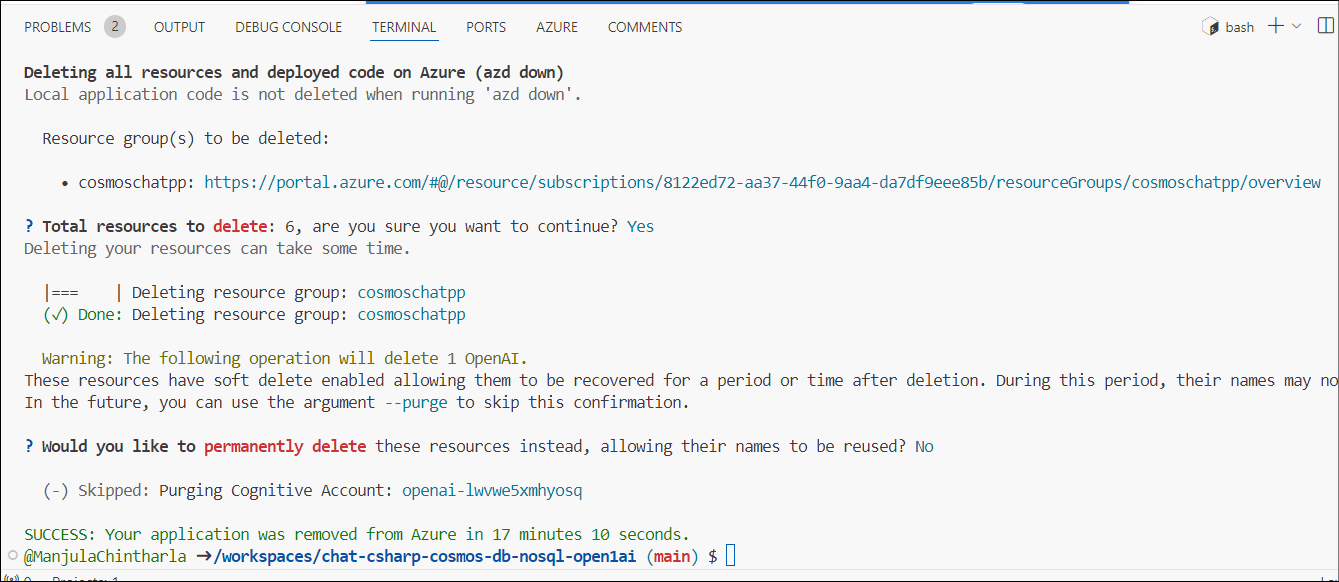 PROBLEMS 2 OUTPUT DEBUG CONSOLE TERMINAL PORTS AZURE COMMENTS bash
Deleting all resources and deployed code on Azure (azd down)
Local application code is not deleted when running 'azd down'.
Resource group(s) to be deleted:
• cosmoschatpp: https://portal.azure.com/#@/resource/subscriptions/8122ed72-aa37-44f0-9aa4-da7df9eee85b/resourceGroups/cosmoschatpp/overview
? Total resources to delete: 6, are you sure you want to continue? Yes
Deleting your resources can take some time.
|===    | Deleting resource group: cosmoschatpp
(✓) Done: Deleting resource group: cosmoschatpp
Warning: The following operation will delete 1 OpenAI.
These resources have soft delete enabled allowing them to be recovered for a period or time after deletion. During this period, their names may no
In the future, you can use the argument --purge to skip this confirmation.
? Would you like to permanently delete these resources instead, allowing their names to be reused? No
(-) Skipped: Purging Cognitive Account: openai-lwvwe5xmhyosq
SUCCESS: Your application was removed from Azure in 17 minutes 10 seconds.
@ManjulaChintharla ➜/workspaces/chat-csharp-cosmos-db-nosql-open1ai (main) $